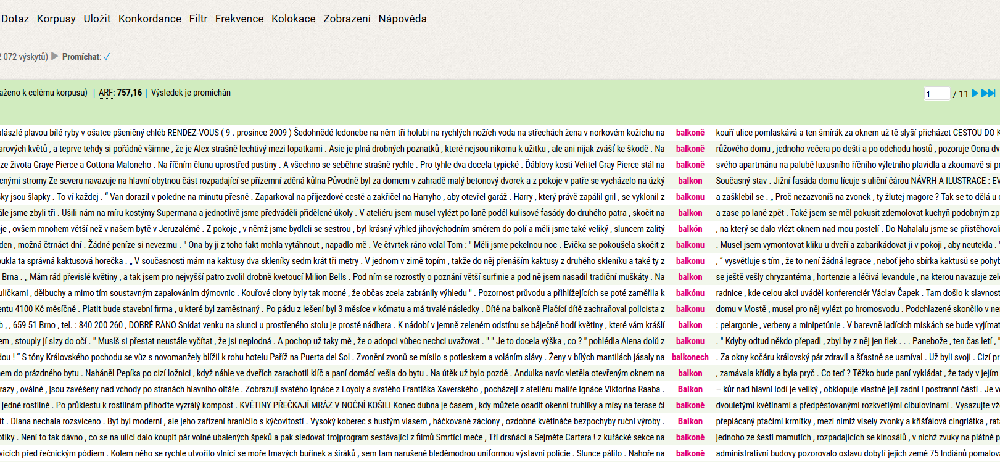 Dotaz Korpusy Uložit Konkordance Filtr Frekvence Kolokace Zobrazení Nápověda
2 072 výskytů) ▶ Promíchat: ✓
aženo k celému korpusu) | ARF: 757,16 | Výsledek je promíchán 1 / 11
alászlé plavou bílé ryby v ošatce pšeničný chléb RENDEZ-VOUS ( 9 . prosince 2009 ) Šedohnědé ledonebe na něm tři holubi na rychlých nožích voda na střechách žena v norkovém kožichu na balkoně kouří ulice pomlaskává a ten šmírák za oknem už tě slyší přicházet CESTOU DO K
arových květů , a teprve tehdy si pořádně všimne , že je Alex strašně lechtivý mezi lopatkami . Asie je plná drobných poznatků , které nejsou nikomu k užitku , ale ani nijak zvášť ke škodě . Na balkoně růžového domu , jednoho večera po dešti a po odchodu hostů , pozoruje Oona dv
ze života Graye Pierce a Cottona Maloneho . Na říčním člunu uprostřed pustiny . A všechno se seběhne strašně rychle . Pro tyhle dva docela typické . Ďáblovy kosti Velitel Gray Pierce stál na balkoně svého apartmánu na palubě luxusního říčního výletního plavidla a zkoumavě si pr
cnými stromy Ze severu navazuje na hlavní obytnou část rozpadající se přízemní zděná kůlna Původně byl za domem v zahradě malý betonový dvorek a z pokoje v patře se vycházelo na úzký balkon Současný stav . Jižní fasáda domu lícuje s uliční čárou NÁVRH A ILUSTRACE : EV
ky jsou šlapky . To ví každej . “ Van dorazil v poledne na minutu přesně . Zaparkoval na příjezdové cestě a zakřičel na Harryho , aby otevřel garáž . Harry , který právě zapálil gril , se vyklonil z balkonu a zašklebil se . „ Proč nezazvoníš na zvonek , ty žlutej magore ? Tak se to dělá u
ále jsme zbyli tři . Ušili nám na míru kostýmy Supermana a jednotlivě jsme předváděli přidělené úkoly . V ateliéru jsem musel vylézt po laně podél kulisové fasády do druhého patra , skočit na balkon a zase po laně zpět . Také jsem se měl pokusit zdemolovat kuchyň podobným zp
je , ovšem mnohem větší než v našem bytě v Jeruzalémě . Z pokoje , v němž jsme bydleli se sestrou , byl krásný výhled jihovýchodním směrem do polí a měli jsme také veliký , sluncem zalitý balkón , na který se dalo vlézt oknem nad mou postelí . Do Nahalalu jsme se přistěhovali
den , možná čtrnáct dní . Žádné peníze si nevezmu . " Ona by ji z toho fakt mohla vytáhnout , napadlo mě . Ve čtvrtek ráno volal Tom : " Měli jsme pekelnou noc . Evička se pokoušela skočit z balkonu . Musel jsem vymontovat kliku u dveří a zabarikádovat ji v pokoji , aby neutekla . "
oukla ta správná kaktusová horečka . „ V současnosti mám na kaktusy dva skleníky sedm krát tři metry . V jednom v zimě topím , takže do něj přenáším kaktusy z druhého skleníku a také ty z balkonu , ” vysvětluje s tím , že to není žádná legrace , neboť jeho sbírka kaktusů se pohyb
Brna . „ Mám rád převislé květiny , a tak jsem pro nejvyšší patro zvolil drobně kvetoucí Milion Bells . Pod ním se rozrostly o poznání větší surfinie a pod ně jsem nasadil tradiční muškáty . Na balkon se ještě vešly chryzantéma , hortenzie a léčivá levandule , na kterou navazuje zele
uličkami , dělbuchy a mimo tím soustavným zapalováním dýmovnic . Kouřové clony byly tak mocné , že občas zcela zabránily výhledu " . Pozornost průvodu a přihlížejících se poté zaměřila k balkónu radnice , kde celou akci uváděl konferenciér Václav Čapek . Tam došlo k slavnost
entu 4100 Kč měsíčně . Platit bude stavební firma , u které byl zaměstnaný . Po pádu z lešení byl 3 měsíce v kómatu a má trvalé následky . Dítě na balkoně Plačící dítě zachraňoval policista z balkonu domu v Mostě , musel pro něj vylézt po hromosvodu . Podchlazené skončilo v ne
b , , 659 51 Brno , tel. : 840 200 260 , DOBRÉ RÁNO Snídat venku na slunci u prostřeného stolu je prostě nádhera . K nádobí v jemně zeleném odstínu se báječně hodí květiny , které vám krášlí balkon : pelargonie , verbeny a minipetúnie . V barevně ladících miskách se bude vyjímat
em , stouply jí slzy do očí . " Musíš si přestat neustále vyčítat , že jsi neplodná . A pochop už taky mě , že o adopci vůbec nechci uvažovat . " " Je to docela výška , co ? " pohlédla Alena dolů z balkonu . " Kdyby odtud někdo přepadl , zbyl by z něj jen flek . . . Panebože , ten čas letí , "
dou ! “ S tóny Královského pochodu se vůz s novomanžely blížil k rohu hotelu Paříž na Puerta del Sol . Zvonění zvonů se mísilo s potleskem a voláním slávy . Ženy v bílých mantilách jásaly na balkonech . Za okny kočáru královský pár zdravil a šťastně se usmíval . Už byli svoji . Cizí pr
em do prázdného bytu . Naháněl Pepíka po cizí ložnici , když náhle ve dveřích zarachotil klíč a paní domácí vešla do bytu . Na útěk už bylo pozdě . Andulka navíc vletěla otevřeným oknem na balkon , zamávala křídly a byla pryč . Co teď ? Těžko bude paní vykládat , že tady v jejím
razy , oválné , jsou zavěšeny nad vchody po stranách hlavního oltáře . Zobrazují svatého Ignáce z Loyoly a svatého Františka Xaverského , pocházejí z ateliéru malíře Ignáce Viktorina Raaba . Balkon – kůr nad hlavní lodí je veliký , obklopuje vlastně její zadní i postranní části . Je ve
jedné rostlině . Po průklestu k rostlinám přihoďte vyzrálý kompost . KVĚTINY PŘEČKAJÍ MRÁZ V NOČNÍ KOŠILI Konec dubna je časem , kdy můžete osadit okenní truhlíky a mísy na terase či balkoně dvouletými květinami a předpěstovanými rozkvetlými cibulovinami . Vysazujte vž
ít . Diana nechala rozsvíceno . Byt byl moderní , ale jeho zařízení hraničilo s kýčovitostí . Vysoký koberec s hustým vlasem , háčkované záclony , ozdobné květináče bezpochyby ruční výroby . Balkon přeplácaný ptačími krmítky , mezi nimiž visely zvonky a křišťálová cingrlátka , rat
otiky . Není to tak dávno , co se na ulici dalo koupit pár volně ubalených špeků a pak sledovat trojprogram sestávající z filmů Smrtící meče , Tři drsňáci a Sejměte Cartera ! z kuřácké sekce na balkoně jednoho ze šesti mamutích , rozpadajících se kinosálů , v nichž zvuky na plátně p
vicích před řečnickým pódiem . Kolem něho se rychle utvořilo vlnící se moře tmavých buřinek a širáků , sem tam narušené bleděmodrou uniformou výstavní policie . Slunce pálilo . Nahoře na balkoně administrativní budovy pozorovalo oslavu dobytí jejich země 75 Indiánů pomalov